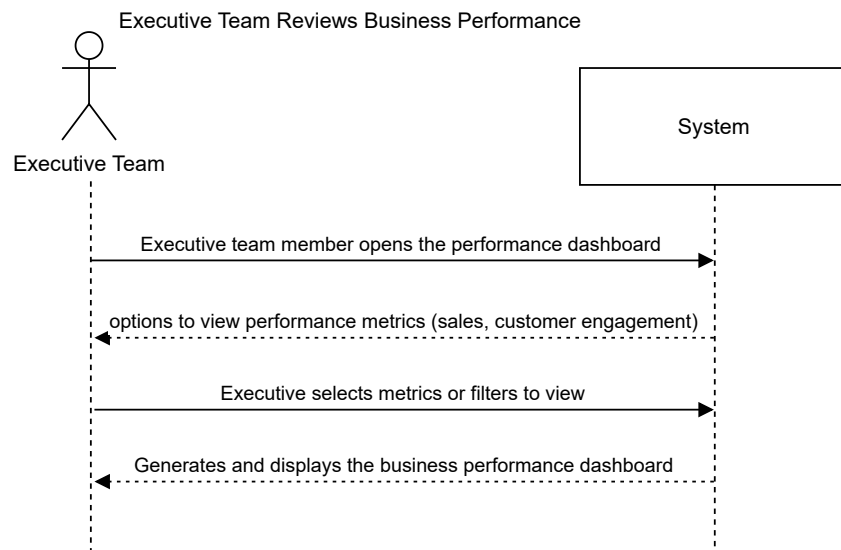 Executive Team Reviews Business Performance
System
Executive Team
Executive team member opens the performance dashboard
options to view performance metrics (sales, customer engagement)
Executive selects metrics or filters to view
Generates and displays the business performance dashboard